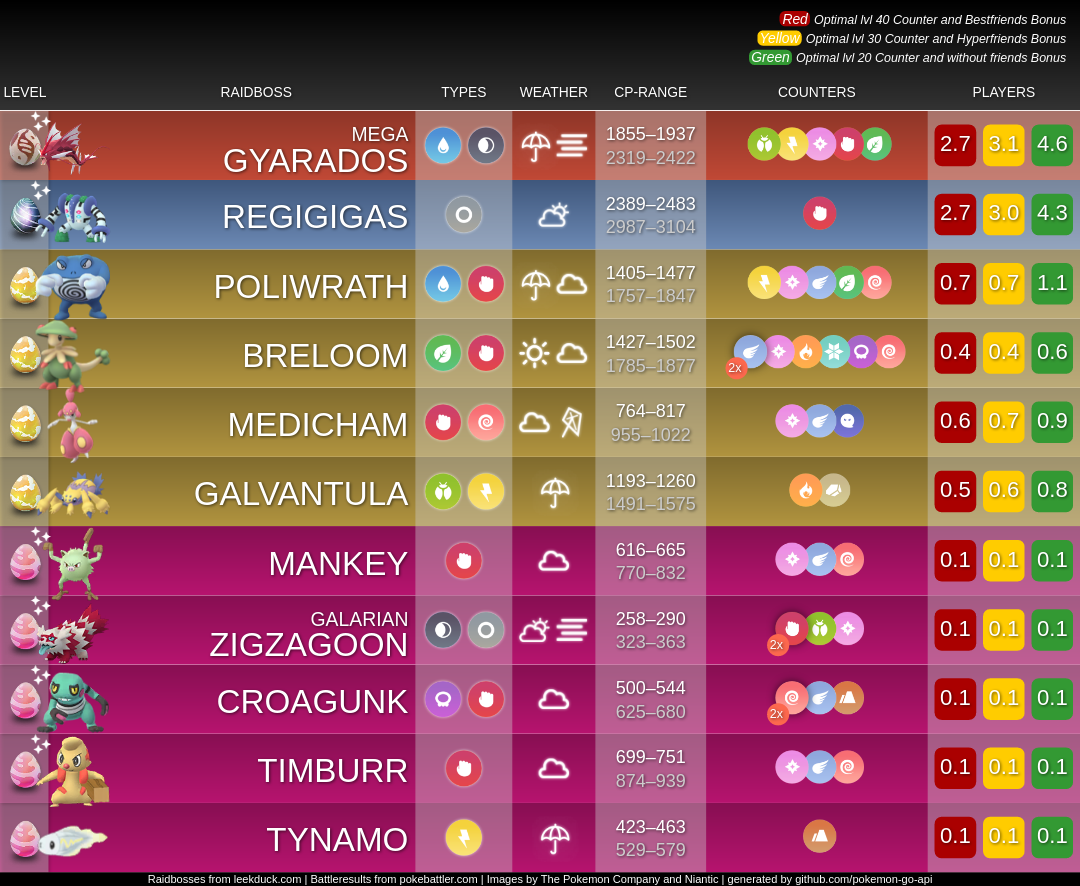 Red Optimal lvl 40 Counter and Bestfriends Bonus
Yellow Optimal lvl 30 Counter and Hyperfriends Bonus
Green Optimal lvl 20 Counter and without friends Bonus
LEVEL RAIDBOSS TYPES WEATHER CP-RANGE COUNTERS PLAYERS
MEGA
GYARADOS
1855–1937
2319–2422
2.7 3.1 4.6
REGIGIGAS
2389–2483
2987–3104
2.7 3.0 4.3
POLIWRATH
1405–1477
1757–1847
0.7 0.7 1.1
BRELOOM
1427–1502
1785–1877
2x
0.4 0.4 0.6
MEDICHAM
764–817
955–1022
0.6 0.7 0.9
GALVANTULA
1193–1260
1491–1575
0.5 0.6 0.8
MANKEY
616–665
770–832
0.1 0.1 0.1
GALARIAN
ZIGZAGOON
258–290
323–363
2x
0.1 0.1 0.1
CROAGUNK
500–544
625–680
2x
0.1 0.1 0.1
TIMBURR
699–751
874–939
0.1 0.1 0.1
TYNAMO
423–463
529–579
0.1 0.1 0.1
Raidbosses from leekduck.com | Battleresults from pokebattler.com | Images by The Pokemon Company and Niantic | generated by github.com/pokemon-go-api